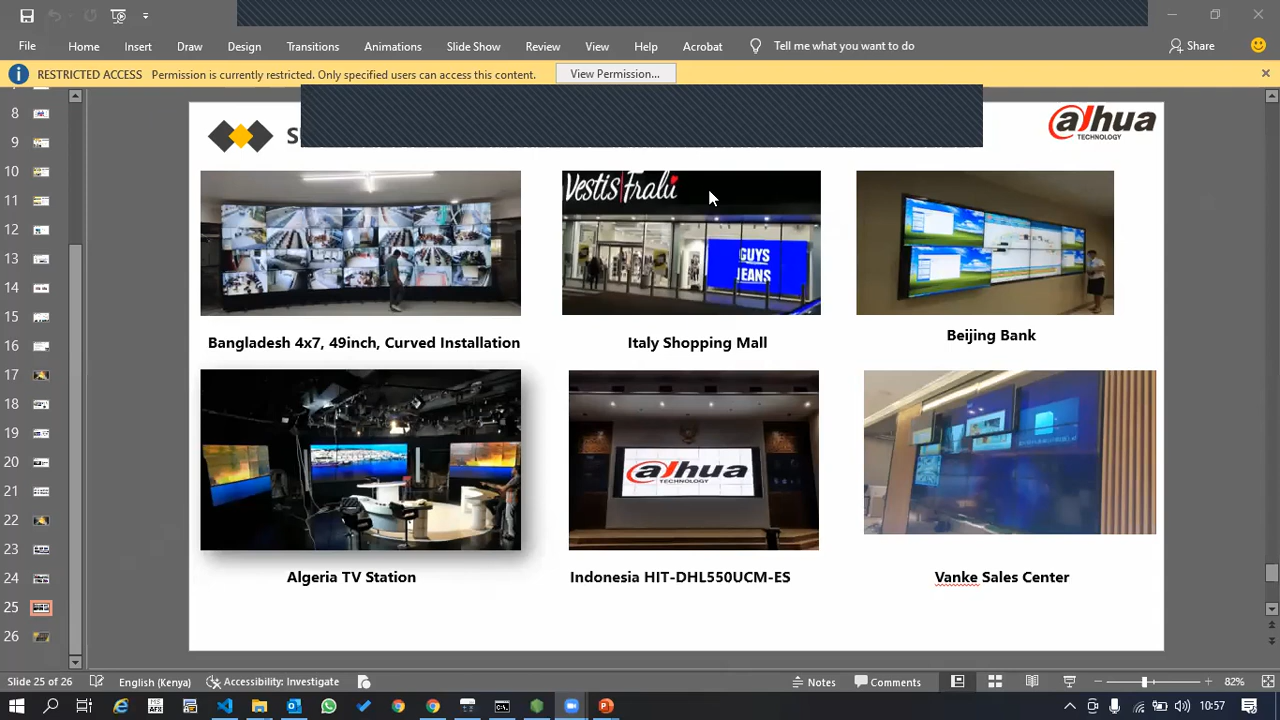 File Home Insert Draw Design Transitions Animations Slide Show Review View Help Acrobat Tell me what you want to do Share
RESTRICTED ACCESS Permission is currently restricted. Only specified users can access this content. View Permission...
8
9
10
11
12
13
14
15
16
17
18
19
20
21
22
23
24
25
26
S
alhua
TECHNOLOGY
Vestis Fralù
GUYS
JEANS
Bangladesh 4x7, 49inch, Curved Installation
Italy Shopping Mall
Beijing Bank
alhua
TECHNOLOGY
Algeria TV Station
Indonesia HIT-DHL550UCM-ES
Vanke Sales Center
Slide 25 of 26 English (Kenya) Accessibility: Investigate Notes Comments 82%
10:57